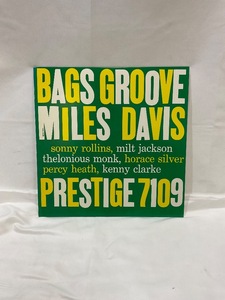 BAGS GROOVE
MILES DAVIS
sonny rollins, milt jackson
thelonious monk, horace silver
percy heath, kenny clarke
PRESTIGE 7109